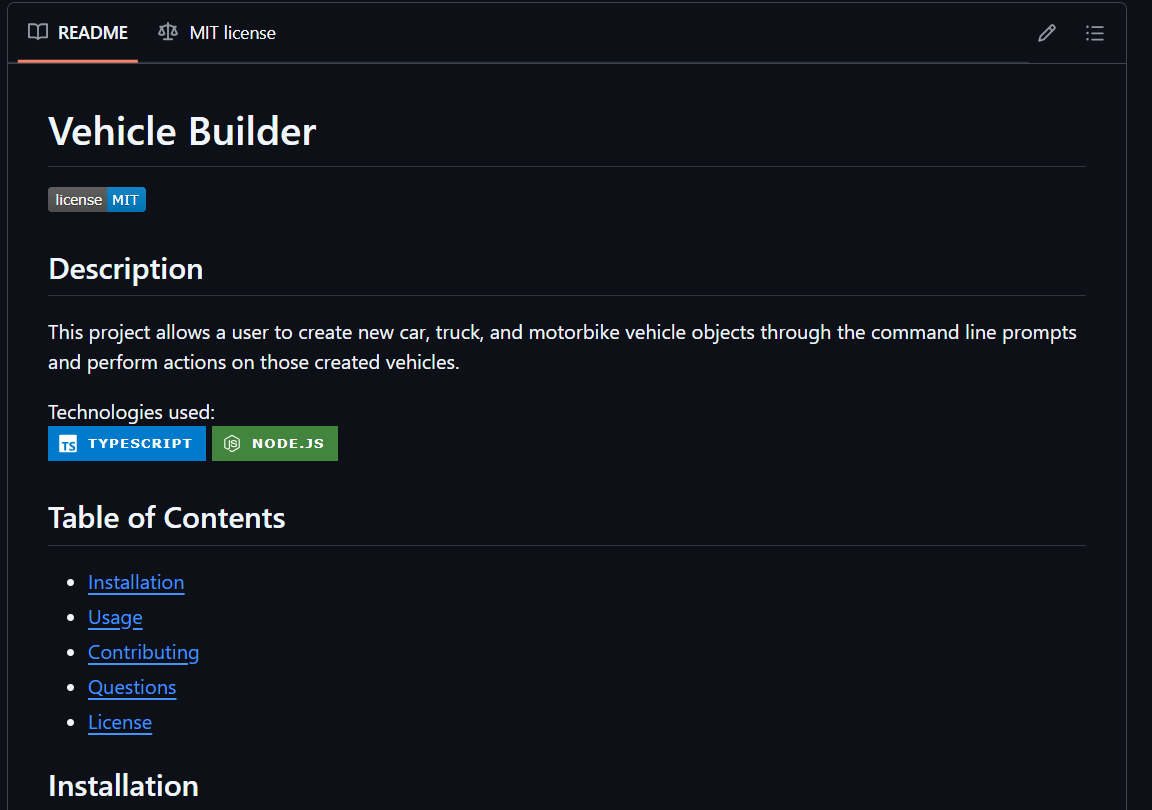 README
MIT license
Vehicle Builder
license MIT
Description
This project allows a user to create new car, truck, and motorbike vehicle objects through the command line prompts
and perform actions on those created vehicles.
Technologies used:
TS TYPESCRIPT JS NODE.JS
Table of Contents
Installation
Usage
Contributing
Questions
License
Installation